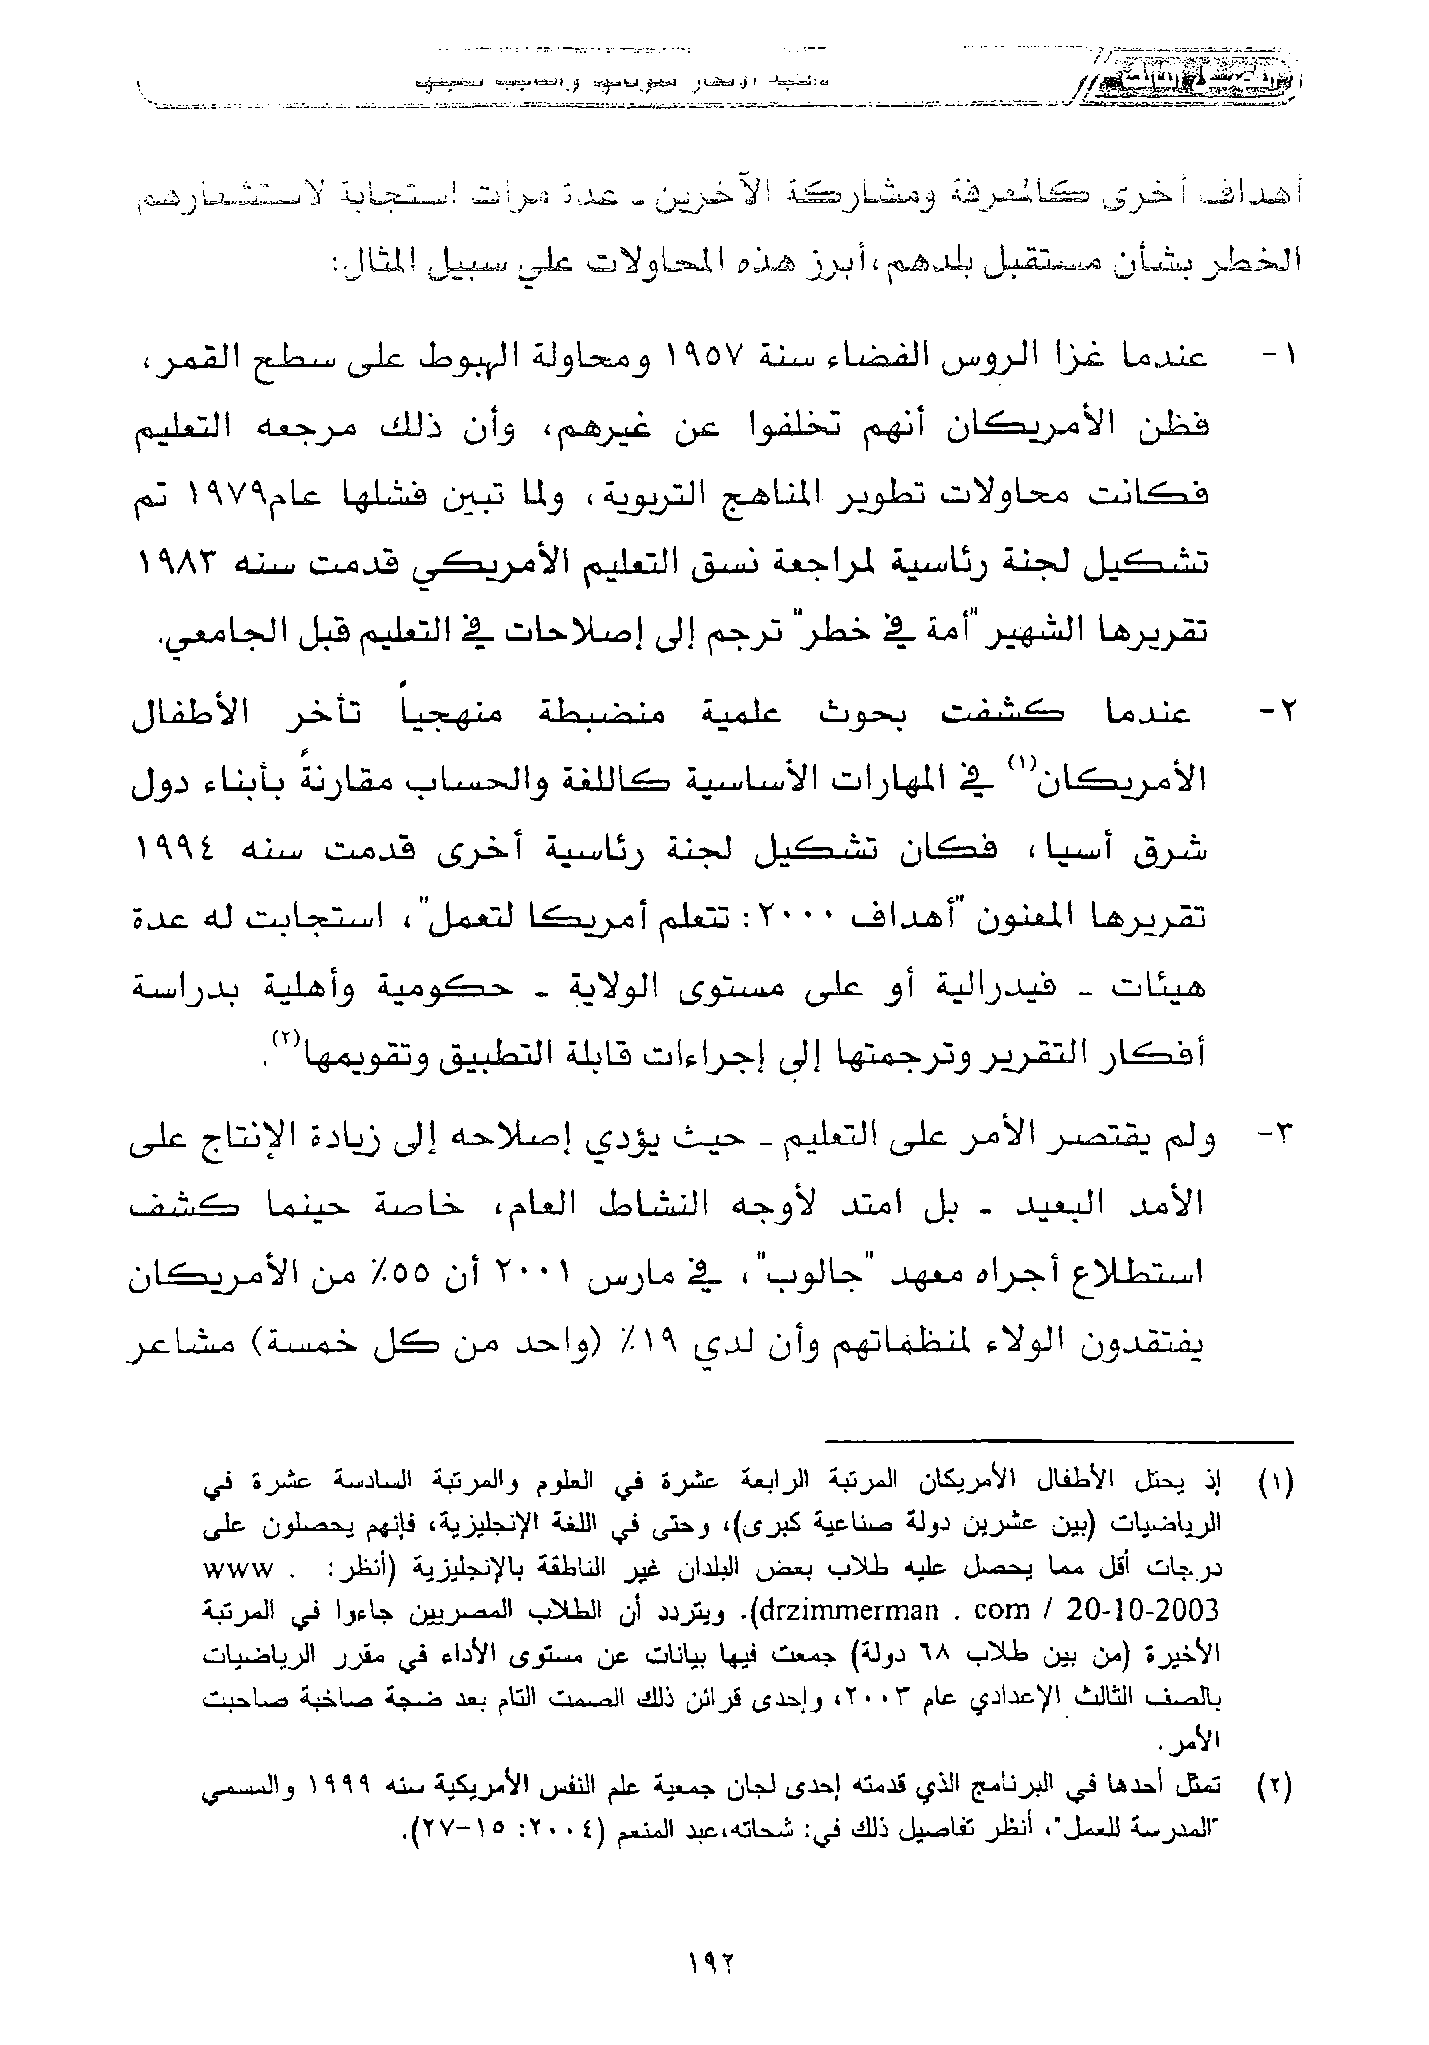 أهداف أخرى كالمعرفة ومشاركة الآخرين - عدة مرات استجابة لاستشعارهم
الخطر بشأن مستقبل بلدهم، أبرز هذه المحاولات علي سبيل المثال:
١- عندما غزا الروس الفضاء سنة ١٩٥٧ ومحاولة الهبوط على سطح القمر،
فظن الأمريكان أنهم تخلفوا عن غيرهم، وأن ذلك مرجعه التعليم
فكانت محاولات تطوير المناهج التربوية، ولما تبين فشلها عام١٩٧٩ تم
تشكيل لجنة رئاسية لمراجعة نسق التعليم الأمريكي قدمت سنه ١٩٨٣
تقريرها الشهير "أمة في خطر" ترجم إلى إصلاحات في التعليم قبل الجامعي.
٢- عندما كشفت بحوث علمية منضبطة منهجياً تأخر الأطفال
الأمريكان(١) في المهارات الأساسية كاللغة والحساب مقارنةً بأبناء دول
شرق أسيا، فكان تشكيل لجنة رئاسية أخرى قدمت سنه ١٩٩٤
تقريرها المعنون "أهداف ٢٠٠٠: تتعلم أمريكا لتعمل"، استجابت له عدة
هيئات - فيدرالية أو على مستوى الولاية - حكومية وأهلية بدراسة
أفكار التقرير وترجمتها إلى إجراءات قابلة التطبيق وتقويمها(٢).
٣- ولم يقتصر الأمر على التعليم - حيث يؤدي إصلاحه إلى زيادة الإنتاج على
الأمد البعيد - بل امتد لأوجه النشاط العام، خاصة حينما كشف
استطلاع أجراه معهد "جالوب"، في مارس ٢٠٠١ أن ٥٥٪ من الأمريكان
يفتقدون الولاء لمنظماتهم وأن لدي ١٩٪ (واحد من كل خمسة) مشاعر
(١) إذ يحتل الأطفال الأمريكان المرتبة الرابعة عشرة في العلوم والمرتبة السادسة عشرة في
الرياضيات (بين عشرين دولة صناعية كبرى)، وحتى في اللغة الإنجليزية، فإنهم يحصلون على
درجات أقل مما يحصل عليه طلاب بعض البلدان غير الناطقة بالإنجليزية (أنظر: www .
drzimmerman . com / 20-10-2003). ويتردد أن الطلاب المصريين جاءوا في المرتبة
الأخيرة (من بين طلاب ٦٨ دولة) جمعت فيها بيانات عن مستوى الأداء في مقرر الرياضيات
بالصف الثالث الإعدادي عام ٢٠٠٣، وإحدى قرائن ذلك الصمت التام بعد ضجة صاخبة صاحبت
الأمر.
(٢) تمثل أحدها في البرنامج الذي قدمته إحدى لجان جمعية علم النفس الأمريكية سنه ١٩٩٩ والمسمي
"المدرسة للعمل"، أنظر تفاصيل ذلك في: شحاته،عبد المنعم (٢٠٠٤: ١٥-٢٧).
١٩٢